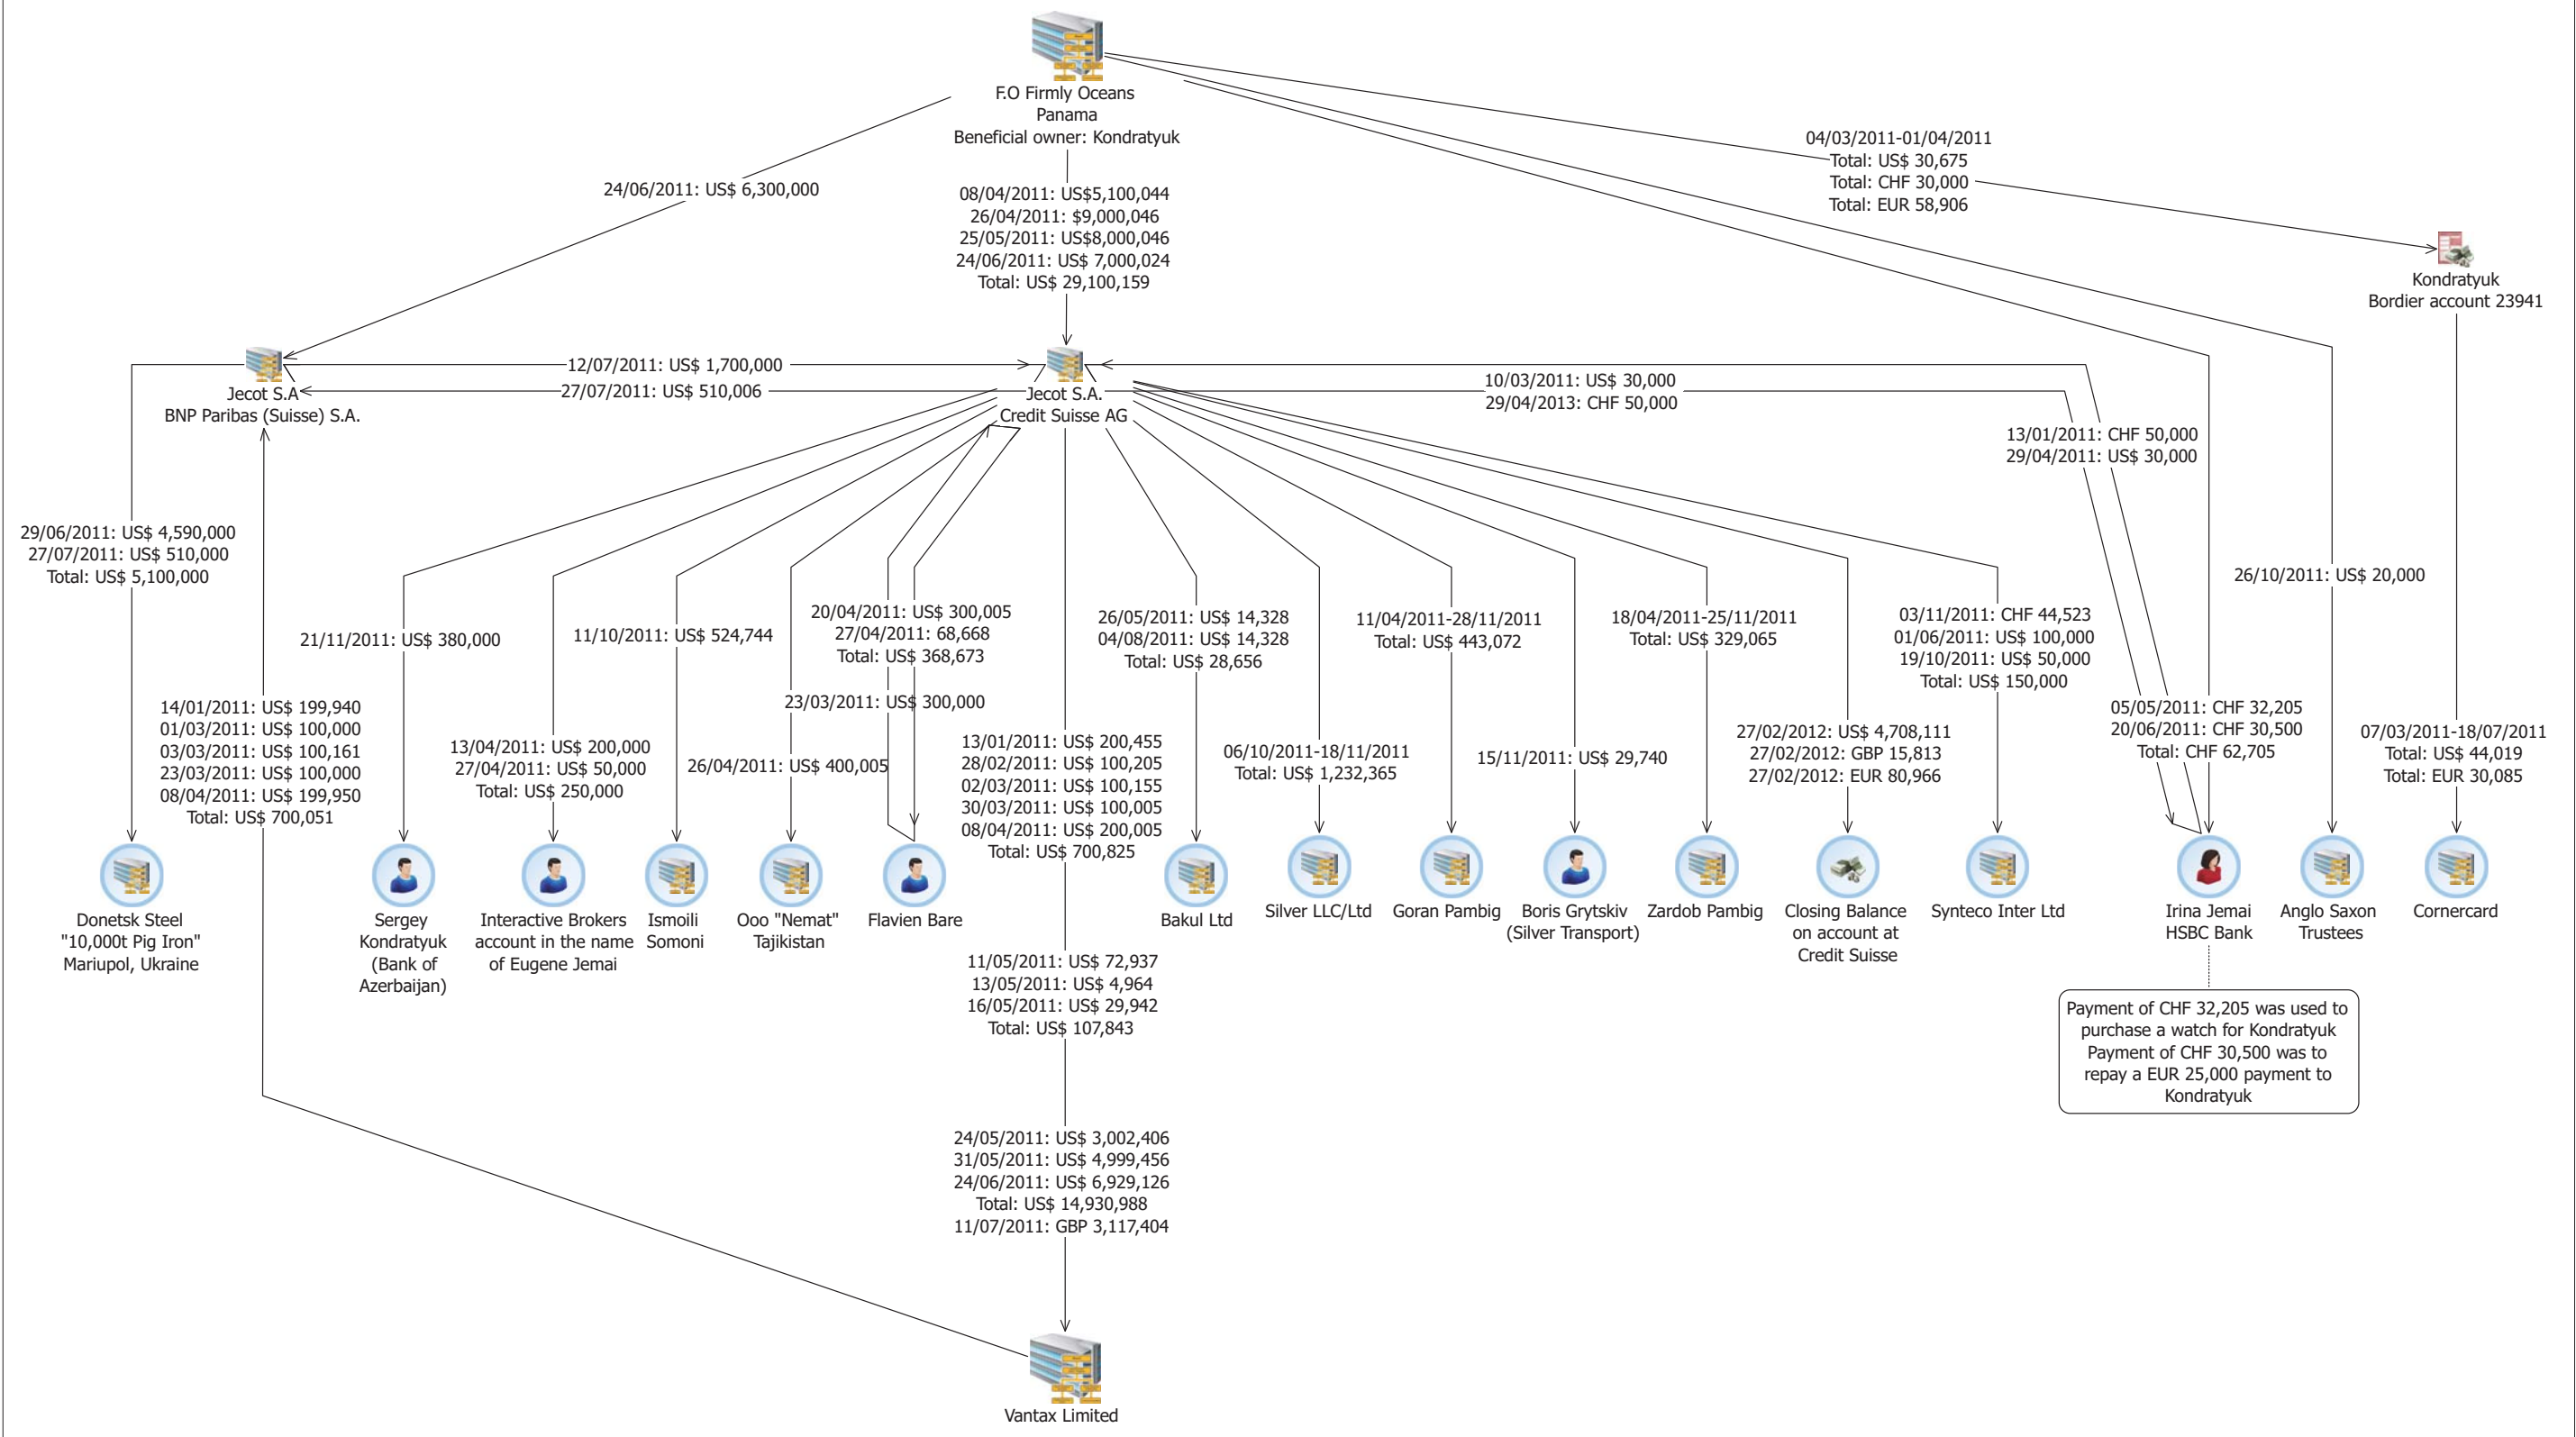 F.O Firmly Oceans
Panama
Beneficial owner: Kondratyuk
04/03/2011-01/04/2011
Total: US$ 30,675
Total: CHF 30,000
Total: EUR 58,906
24/06/2011: US$ 6,300,000
08/04/2011: US$5,100,044
26/04/2011: $9,000,046
25/05/2011: US$8,000,046
24/06/2011: US$ 7,000,024
Total: US$ 29,100,159
Kondratyuk
Bordier account 23941
12/07/2011: US$ 1,700,000
27/07/2011: US$ 510,006
Jecot S.A
BNP Paribas (Suisse) S.A.
Jecot S.A.
Credit Suisse AG
10/03/2011: US$ 30,000
29/04/2013: CHF 50,000
13/01/2011: CHF 50,000
29/04/2011: US$ 30,000
29/06/2011: US$ 4,590,000
27/07/2011: US$ 510,000
Total: US$ 5,100,000
14/01/2011: US$ 199,940
01/03/2011: US$ 100,000
03/03/2011: US$ 100,161
23/03/2011: US$ 100,000
08/04/2011: US$ 199,950
Total: US$ 700,051
21/11/2011: US$ 380,000
13/04/2011: US$ 200,000
27/04/2011: US$ 50,000
Total: US$ 250,000
11/10/2011: US$ 524,744
26/04/2011: US$ 400,005
20/04/2011: US$ 300,005
27/04/2011: 68,668
Total: US$ 368,673
23/03/2011: US$ 300,000
13/01/2011: US$ 200,455
28/02/2011: US$ 100,205
02/03/2011: US$ 100,155
30/03/2011: US$ 100,005
08/04/2011: US$ 200,005
Total: US$ 700,825
26/05/2011: US$ 14,328
04/08/2011: US$ 14,328
Total: US$ 28,656
06/10/2011-18/11/2011
Total: US$ 1,232,365
11/04/2011-28/11/2011
Total: US$ 443,072
15/11/2011: US$ 29,740
18/04/2011-25/11/2011
Total: US$ 329,065
27/02/2012: US$ 4,708,111
27/02/2012: GBP 15,813
27/02/2012: EUR 80,966
03/11/2011: CHF 44,523
01/06/2011: US$ 100,000
19/10/2011: US$ 50,000
Total: US$ 150,000
05/05/2011: CHF 32,205
20/06/2011: CHF 30,500
Total: CHF 62,705
26/10/2011: US$ 20,000
07/03/2011-18/07/2011
Total: US$ 44,019
Total: EUR 30,085
Donetsk Steel
"10,000t Pig Iron"
Mariupol, Ukraine
Sergey
Kondratyuk
(Bank of
Azerbaijan)
Interactive Brokers
account in the name
of Eugene Jemai
Ismoili
Somoni
Ooo "Nemat"
Tajikistan
Flavien Bare
Bakul Ltd
Silver LLC/Ltd
Goran Pambig
Boris Grytskiv
(Silver Transport)
Zardob Pambig
Closing Balance
on account at
Credit Suisse
Synteco Inter Ltd
Irina Jemai
HSBC Bank
Anglo Saxon
Trustees
Cornercard
11/05/2011: US$ 72,937
13/05/2011: US$ 4,964
16/05/2011: US$ 29,942
Total: US$ 107,843
Payment of CHF 32,205 was used to
purchase a watch for Kondratyuk
Payment of CHF 30,500 was to
repay a EUR 25,000 payment to
Kondratyuk
24/05/2011: US$ 3,002,406
31/05/2011: US$ 4,999,456
24/06/2011: US$ 6,929,126
Total: US$ 14,930,988
11/07/2011: GBP 3,117,404
Vantax Limited